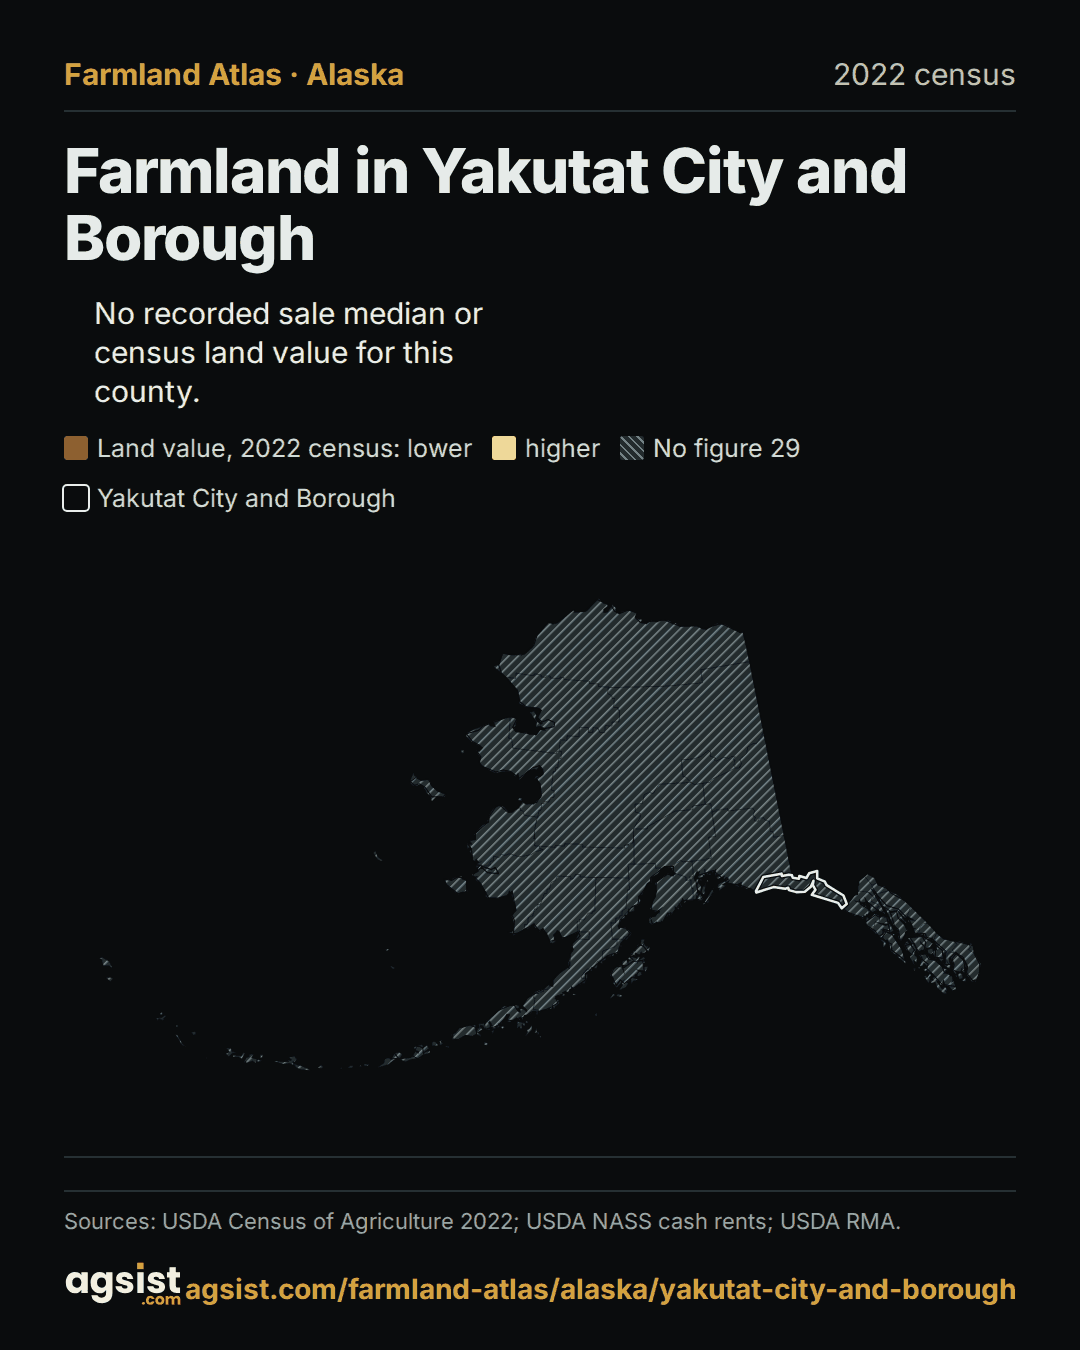 Farmland Atlas · Alaska
2022 census
Farmland in Yakutat City and
Borough
No recorded sale median or
census land value for this
county.
Land value, 2022 census: lower higher No figure 29
Yakutat City and Borough
Sources: USDA Census of Agriculture 2022; USDA NASS cash rents; USDA RMA.
agsist.com agsist.com/farmland-atlas/alaska/yakutat-city-and-borough